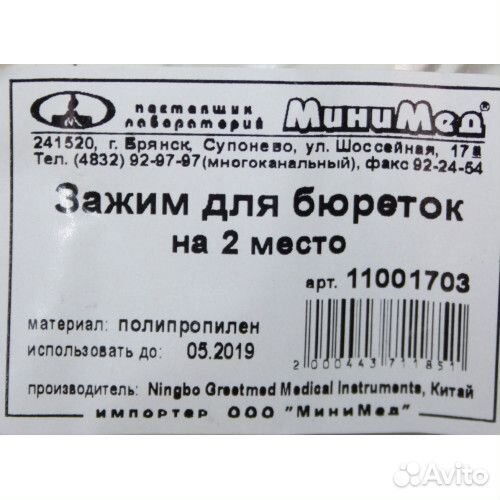 поставщик МиниМед®
лабораторий
241520, г. Брянск, Супонево, ул. Шоссейная, 17а
Тел. (4832) 92-97-97(многоканальный), факс 92-24-54
Зажим для бюреток
на 2 место
арт. 11001703
материал: полипропилен
использовать до: 05.2019
2000443711851
производитель: Ningbo Greetmed Medical Instruments, Китай
импортер ООО "МиниМед"
Avito